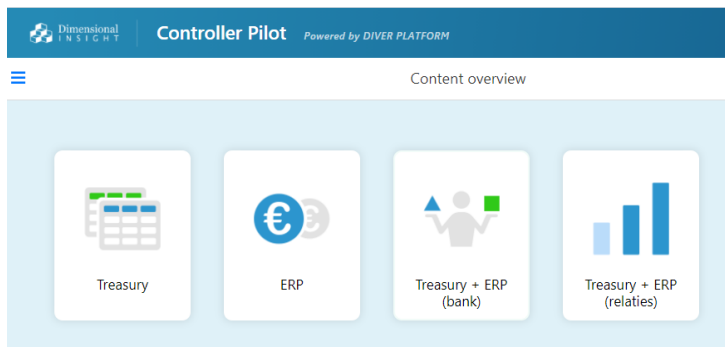 Dimensional
INSIGHT
Controller Pilot Powered by DIVER PLATFORM
Content overview
Treasury
ERP
Treasury + ERP
(bank)
Treasury + ERP
(relaties)